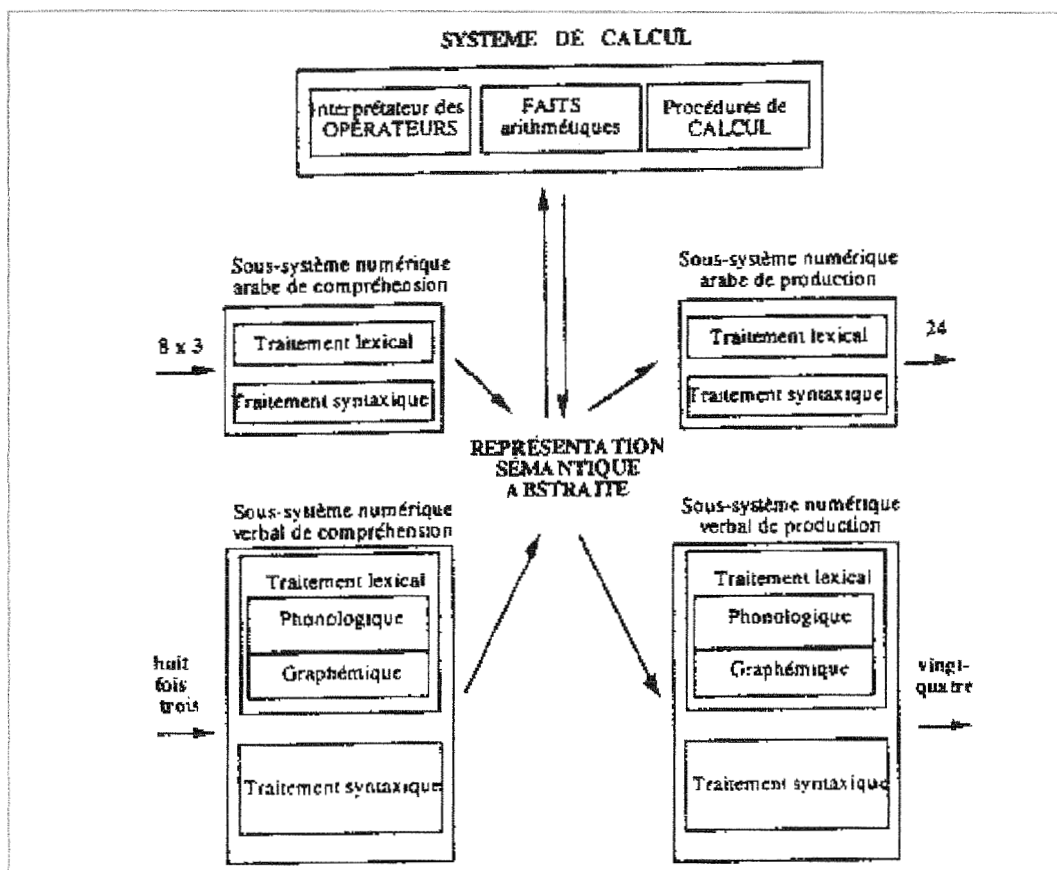 SYSTEME DE CALCUL
Interprétateur des
OPÉRATEURS
FAITS
arithmétiques
Procédures de
CALCUL
Sous-système numérique
arabe de compréhension
8 x 3
Traitement lexical
Traitement syntaxique
Sous-système numérique
arabe de production
Traitement lexical
Traitement syntaxique
24
REPRÉSENTATION
SÉMANTIQUE
ABSTRAITE
Sous-système numérique
verbal de compréhension
Traitement lexical
Phonologique
Graphémique
huit
fois
trois
Traitement syntaxique
Sous-système numérique
verbal de production
Traitement lexical
Phonologique
Graphémique
vingt-
quatre
Traitement syntaxique